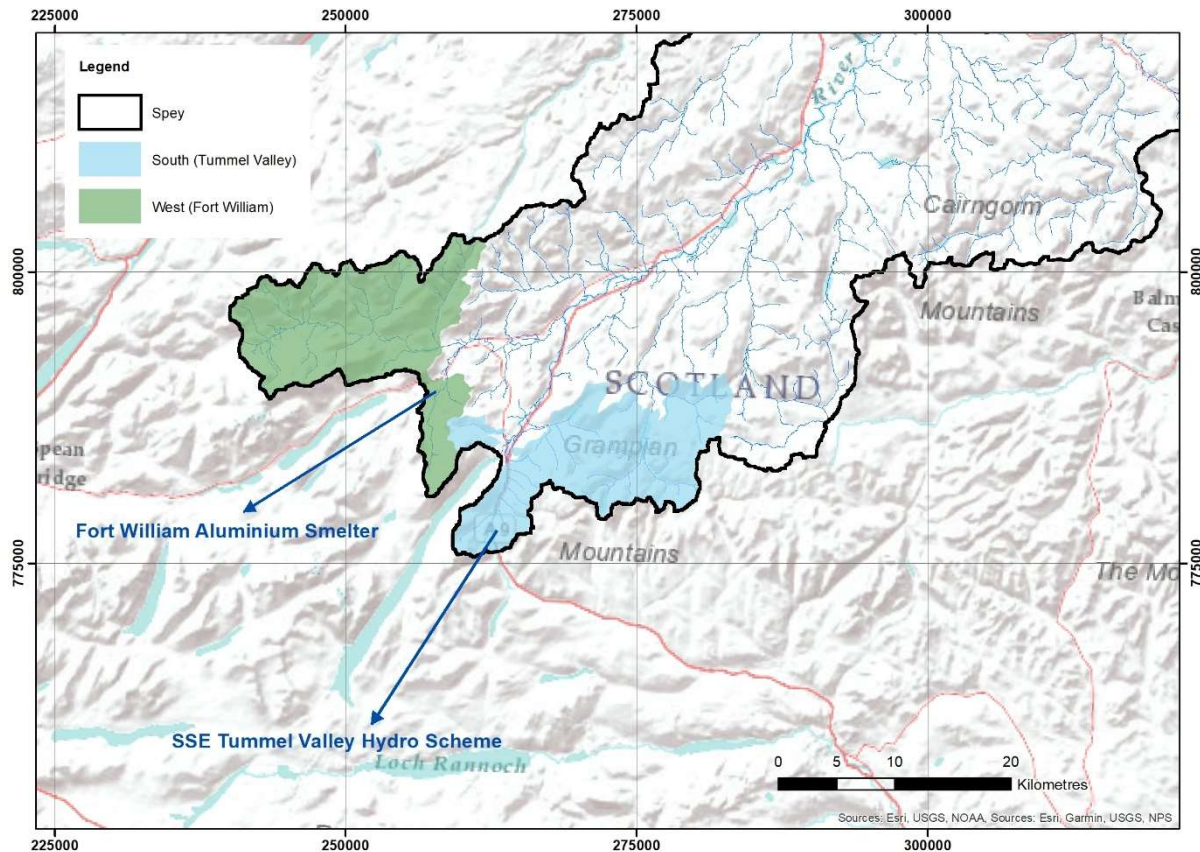 225000
250000
275000
300000
Legend
Spey
South (Tummel Valley)
West (Fort William)
River
Cairngorm
800000
800000
Mountains
Balm
Cas
SCOTLAND
pean
ridge
Grampian
Fort William Aluminium Smelter
A9
Mountains
775000
775000
The Mo
SSE Tummel Valley Hydro Scheme
Loch Rannoch
0 5 10 20
Kilometres
Sources: Esri, USGS, NOAA, Sources: Esri, Garmin, USGS, NPS
225000
250000
275000
300000